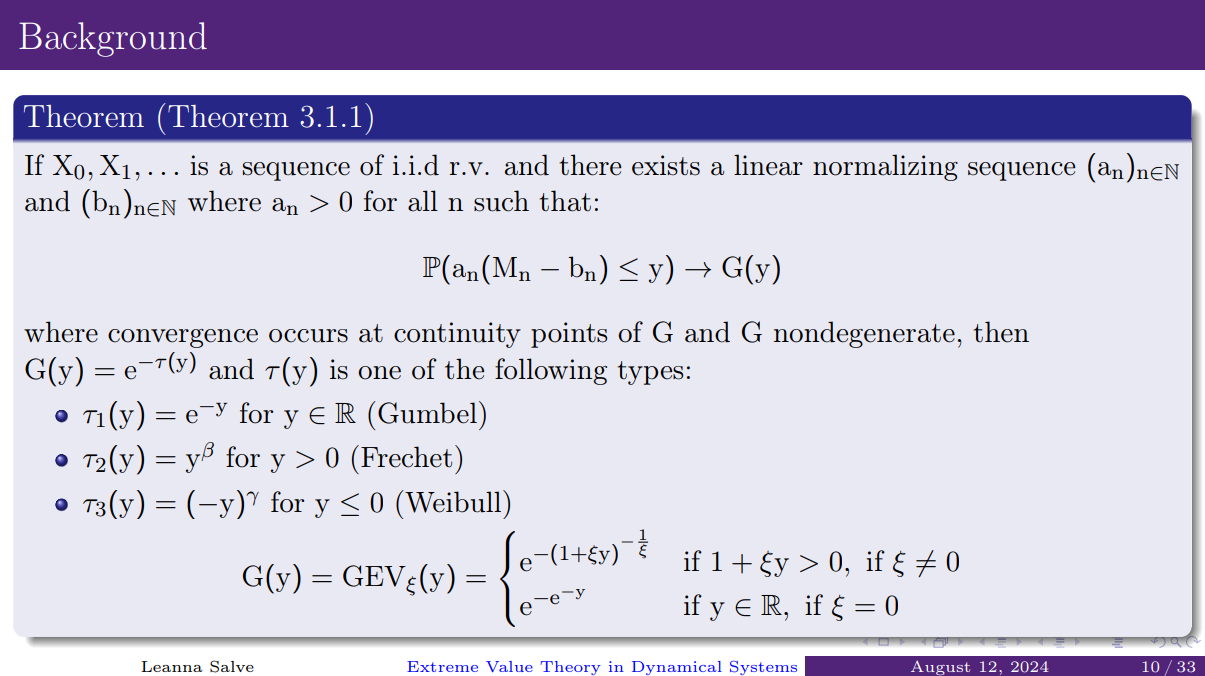 Background
Theorem (Theorem 3.1.1)
If X₀, X₁, . . . is a sequence of i.i.d r.v. and there exists a linear normalizing sequence (aₙ)ₙ∈ℕ
and (bₙ)ₙ∈ℕ where aₙ > 0 for all n such that:
ℙ(aₙ(Mₙ − bₙ) ≤ y) → G(y)
where convergence occurs at continuity points of G and G nondegenerate, then
G(y) = e^{−τ(y)} and τ(y) is one of the following types:
• τ₁(y) = e^{−y} for y ∈ ℝ (Gumbel)
• τ₂(y) = y^β for y > 0 (Frechet)
• τ₃(y) = (−y)^γ for y ≤ 0 (Weibull)
G(y) = GEV_ξ(y) = { e^{−(1+ξy)^{−1/ξ}} if 1 + ξy > 0, if ξ ≠ 0
e^{−e^{−y}} if y ∈ ℝ, if ξ = 0
Leanna Salve Extreme Value Theory in Dynamical Systems August 12, 2024 10 / 33